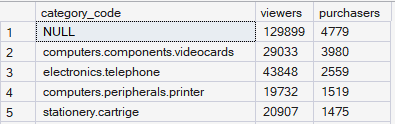 category_code viewers purchasers
1 NULL 129899 4779
2 computers.components.videocards 29033 3980
3 electronics.telephone 43848 2559
4 computers.peripherals.printer 19732 1519
5 stationery.cartrige 20907 1475